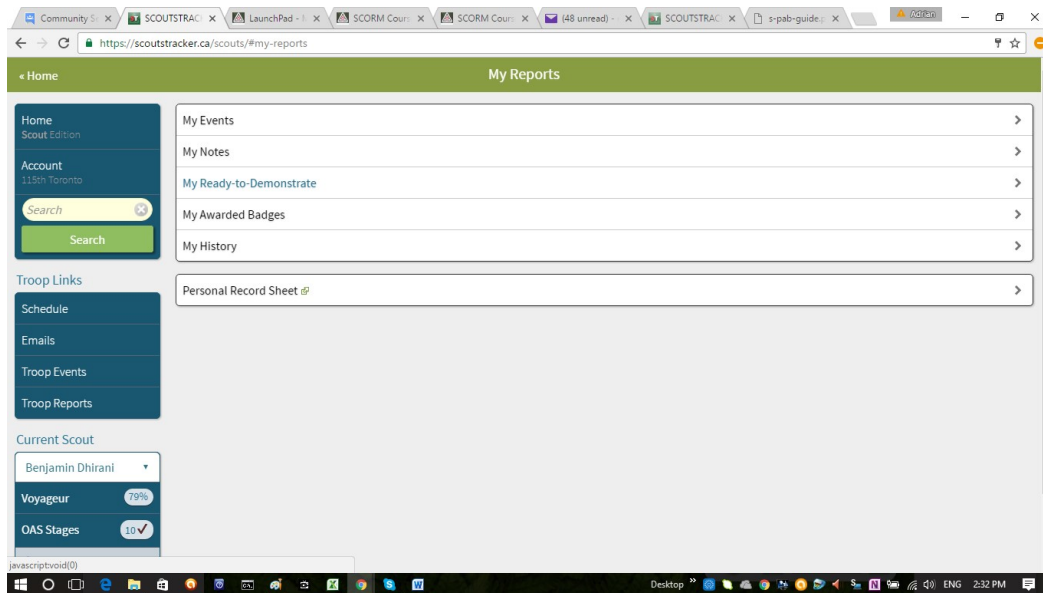 Community S
SCOUTSTRAC
LaunchPad -
SCORM Cours
SCORM Cours
(48 unread) -
SCOUTSTRAC
s-pab-guide.p
Adrian
https://scoutstracker.ca/scouts/#my-reports
« Home
My Reports
Home
Scout Edition
Account
115th Toronto
Search
Search
Troop Links
Schedule
Emails
Troop Events
Troop Reports
Current Scout
Benjamin Dhirani
Voyageur
79%
OAS Stages
10
My Events
My Notes
My Ready-to-Demonstrate
My Awarded Badges
My History
Personal Record Sheet
javascript:void(0)
Desktop
ENG
2:32 PM